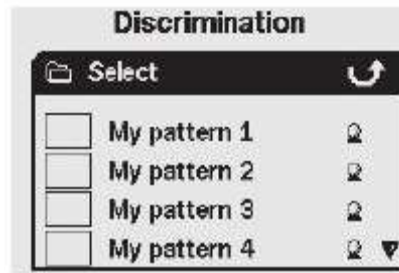 Discrimination
Select
My pattern 1
My pattern 2
My pattern 3
My pattern 4